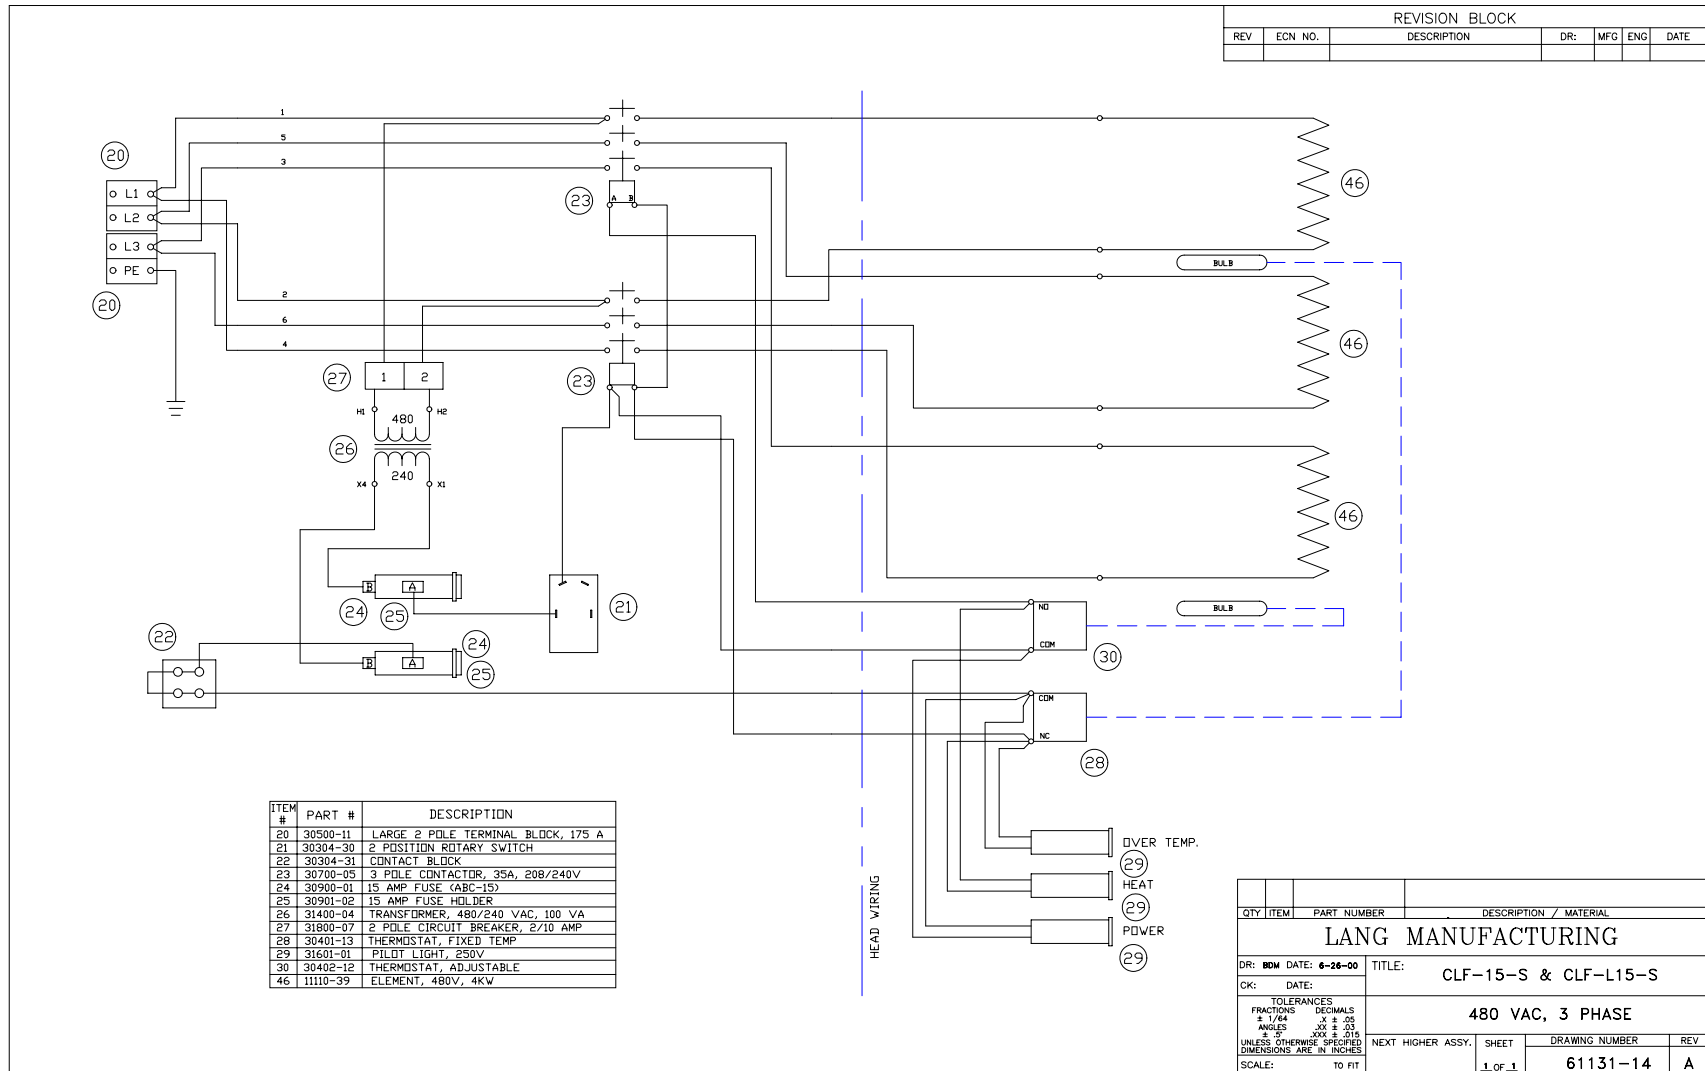 REVISION BLOCK
REV ECN NO. DESCRIPTION DR: MFG ENG DATE
1
5
20
3
46
L1
23
A B
L2
L3
BULB
PE
20
2
6
46
4
27 1 2 23
H1 H2
480
26
240
X4 X1
46
B A
24 25
21
NO
BULB
22
24
COM
30
B A
25
COM
NC
28
OVER TEMP.
29
HEAT
29
POWER
29
HEAD WIRING
ITEM # PART # DESCRIPTION
20 30500-11 LARGE 2 POLE TERMINAL BLOCK, 175 A
21 30304-30 2 POSITION ROTARY SWITCH
22 30304-31 CONTACT BLOCK
23 30700-05 3 POLE CONTACTOR, 35A, 208/240V
24 30900-01 15 AMP FUSE (ABC-15)
25 30901-02 15 AMP FUSE HOLDER
26 31400-04 TRANSFORMER, 480/240 VAC, 100 VA
27 31800-07 2 POLE CIRCUIT BREAKER, 2/10 AMP
28 30401-13 THERMOSTAT, FIXED TEMP
29 31601-01 PILOT LIGHT, 250V
30 30402-12 THERMOSTAT, ADJUSTABLE
46 11110-39 ELEMENT, 480V, 4KW
QTY ITEM PART NUMBER . DESCRIPTION / MATERIAL
LANG MANUFACTURING
DR: BDM DATE: 6-26-00 TITLE: CLF-15-S & CLF-L15-S
CK: DATE:
480 VAC, 3 PHASE
TOLERANCES
FRACTIONS DECIMALS
± 1/64 .X ± .05
ANGLES .XX ± .03
± .5° .XXX ± .015
UNLESS OTHERWISE SPECIFIED
DIMENSIONS ARE IN INCHES
SCALE: TO FIT
NEXT HIGHER ASSY. SHEET DRAWING NUMBER REV
1 OF 1 61131-14 A